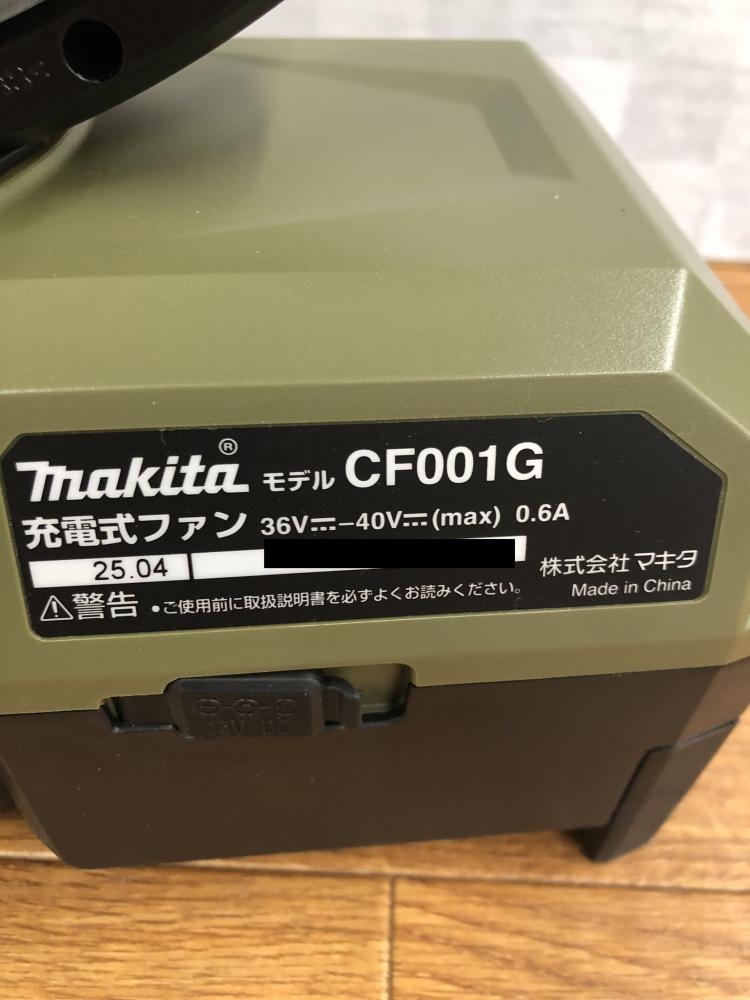 makita® モデル CF001G
充電式ファン 36V⎓–40V⎓(max) 0.6A
25.04
株式会社マキタ
⚠警告 •ご使用前に取扱説明書を必ずよくお読みください。
Made in China
12V DC